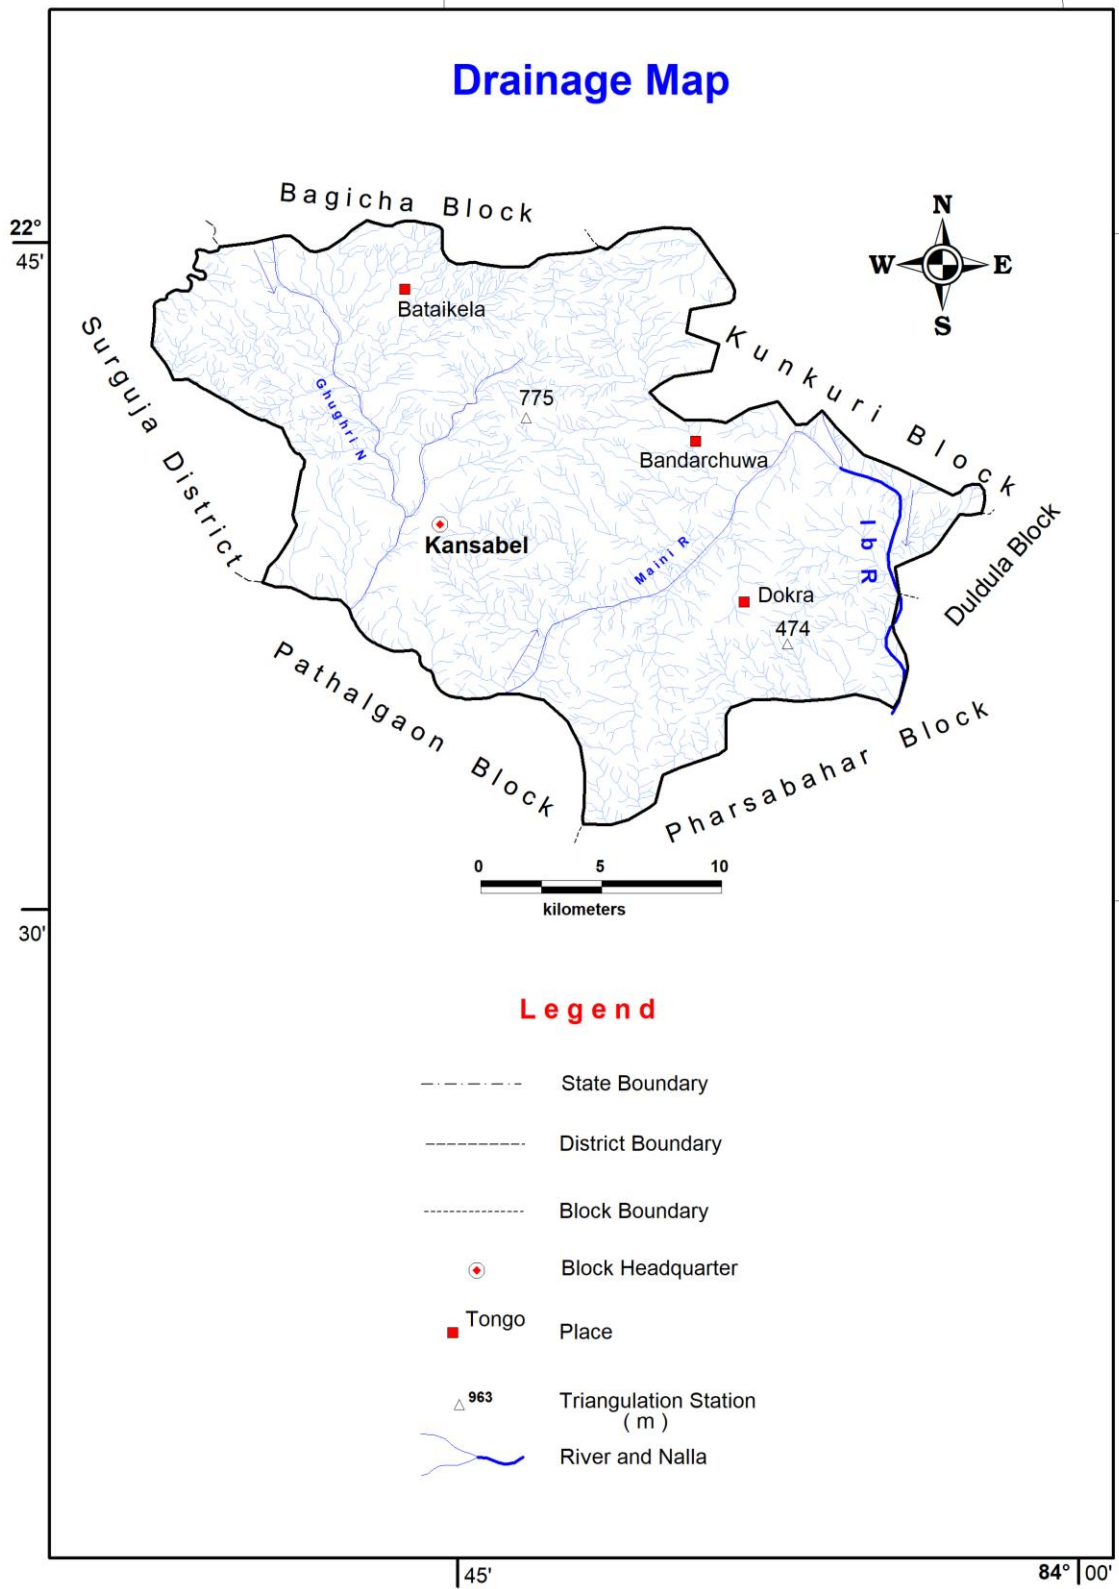 Drainage Map
Bagicha Block
22°
45'
N
W
E
S
Bataikela
Surguja District
Kunkuri Block
Ghughri N
775
Bandarchuwa
Kansabel
Maini R
Ib R
Dokra
474
Duldula Block
Pathalgaon Block
Pharsabahar Block
0 5 10
kilometers
30'
Legend
State Boundary
District Boundary
Block Boundary
Block Headquarter
Tongo
Place
963
Triangulation Station
( m )
River and Nalla
45'
84° 00'